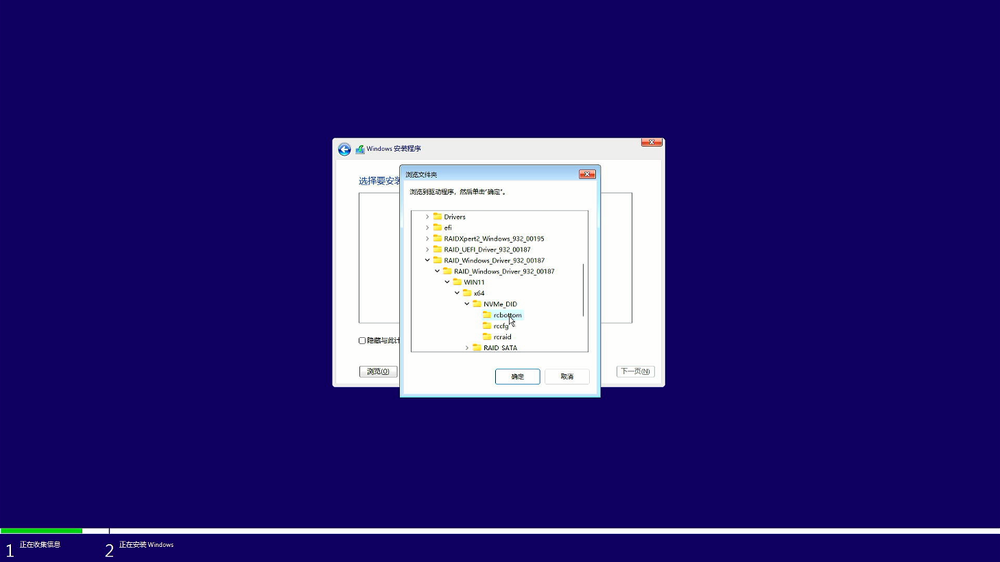 Windows 安装程序
选择要安装
浏览文件夹
浏览到驱动程序，然后单击“确定”。
Drivers
efi
RAIDXpert2_Windows_932_00195
RAID_UEFI_Driver_932_00187
RAID_Windows_Driver_932_00187
RAID_Windows_Driver_932_00187
WIN11
x64
NVMe_DID
rcbottom
rccfg
rcraid
RAID_SATA
隐藏与此计
浏览(O)
确定
取消
下一页(N)
1 正在收集信息
2 正在安装 Windows